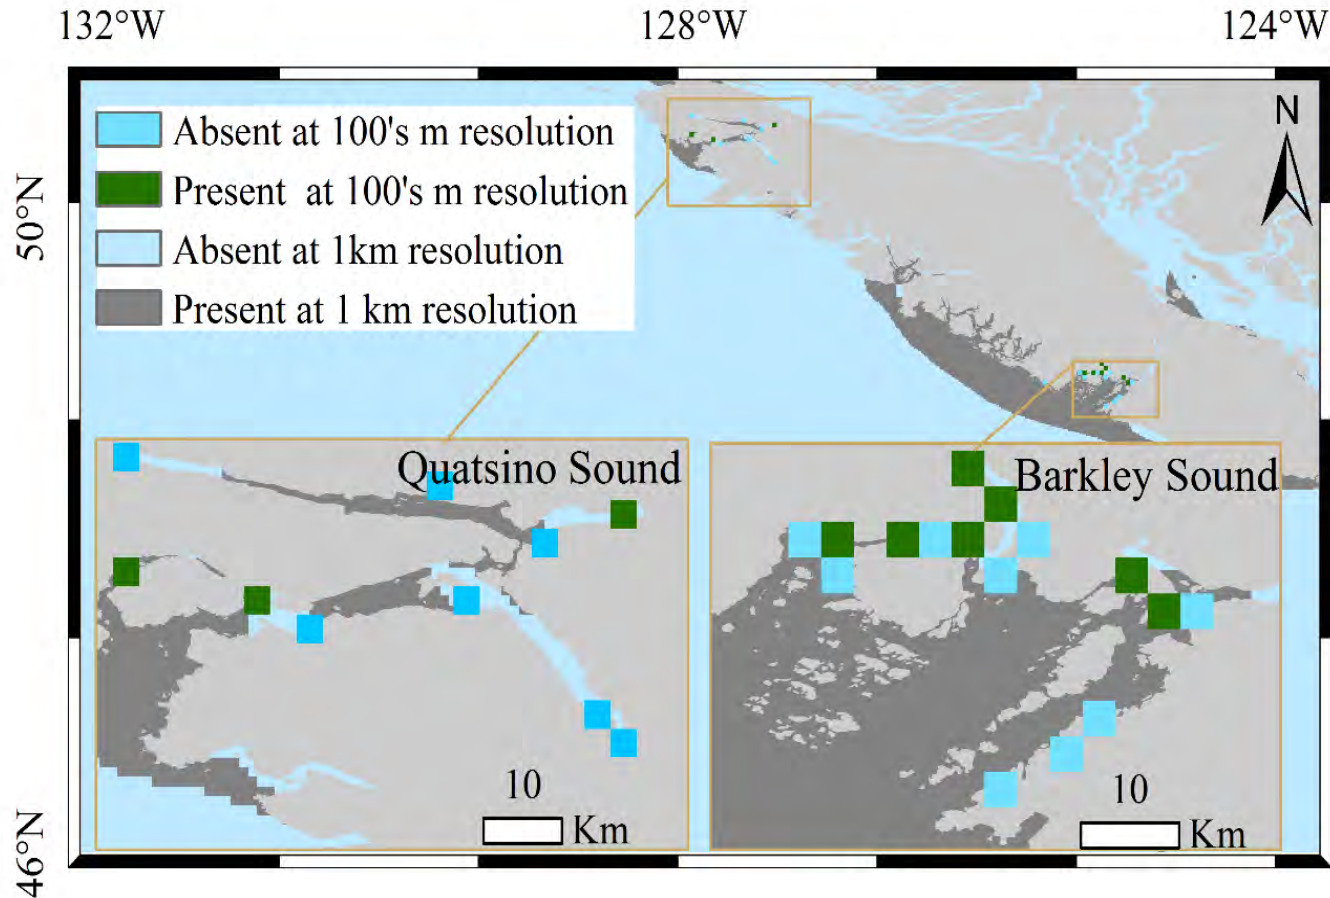 132°W 128°W 124°W
N
50°N
46°N
Absent at 100's m resolution
Present at 100's m resolution
Absent at 1km resolution
Present at 1 km resolution
Quatsino Sound
10
Km
Barkley Sound
10
Km